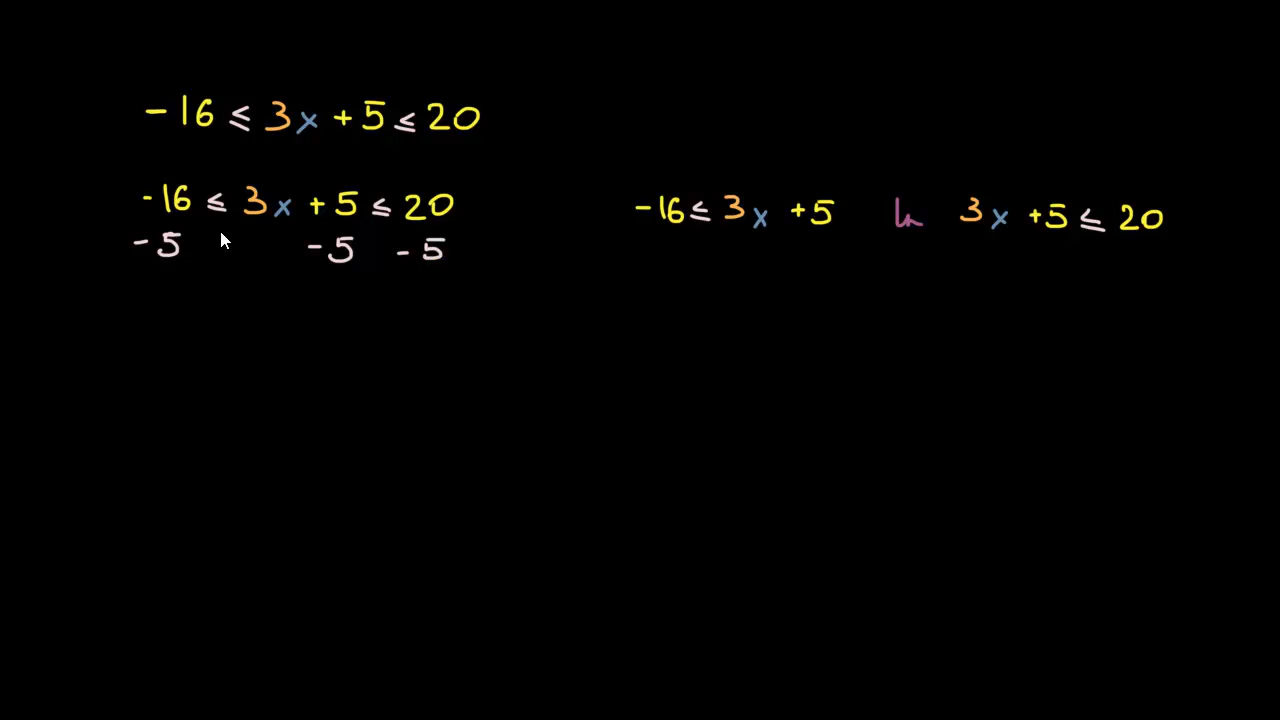 -16 ≤ 3x + 5 ≤ 20
-16 ≤ 3x + 5 ≤ 20
-5 -5 -5
-16 ≤ 3x + 5
3x + 5 ≤ 20